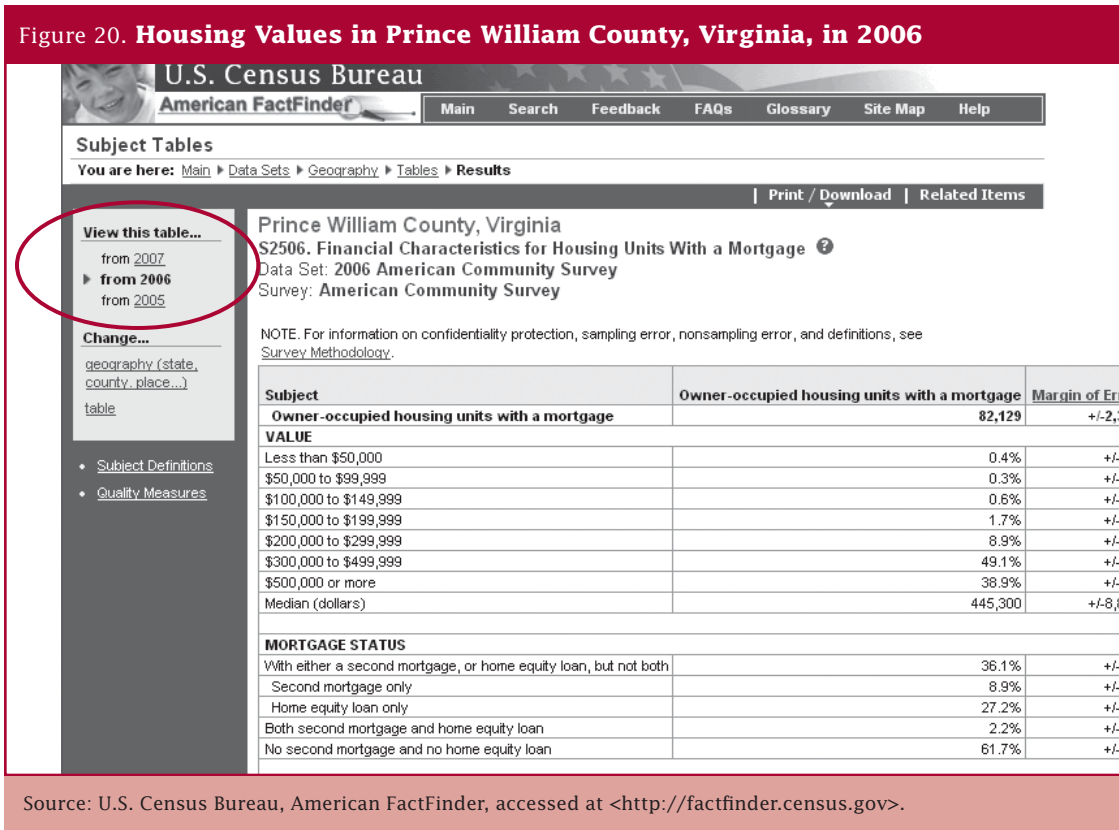 Figure 20. Housing Values in Prince William County, Virginia, in 2006
U.S. Census Bureau
American FactFinder
Main Search Feedback FAQs Glossary Site Map Help
Subject Tables
You are here: Main Data Sets Geography Tables Results
| Print / Download | Related Items
View this table...
from 2007
from 2006
from 2005
Change...
geography (state,
county, place...)
table
Subject Definitions
Quality Measures
Prince William County, Virginia
S2506. Financial Characteristics for Housing Units With a Mortgage ?
Data Set: 2006 American Community Survey
Survey: American Community Survey
NOTE. For information on confidentiality protection, sampling error, nonsampling error, and definitions, see
Survey Methodology.
Subject Owner-occupied housing units with a mortgage Margin of
Owner-occupied housing units with a mortgage 82,129 +/-2,
VALUE
Less than $50,000 0.4% +/-
$50,000 to $99,999 0.3% +/-
$100,000 to $149,999 0.6% +/-
$150,000 to $199,999 1.7% +/-
$200,000 to $299,999 8.9% +/-
$300,000 to $499,999 49.1% +/-
$500,000 or more 38.9% +/-
Median (dollars) 445,300 +/-8,
MORTGAGE STATUS
With either a second mortgage, or home equity loan, but not both 36.1% +/-
Second mortgage only 8.9% +/-
Home equity loan only 27.2% +/-
Both second mortgage and home equity loan 2.2% +/-
No second mortgage and no home equity loan 61.7% +/-
Source: U.S. Census Bureau, American FactFinder, accessed at <http://factfinder.census.gov>.